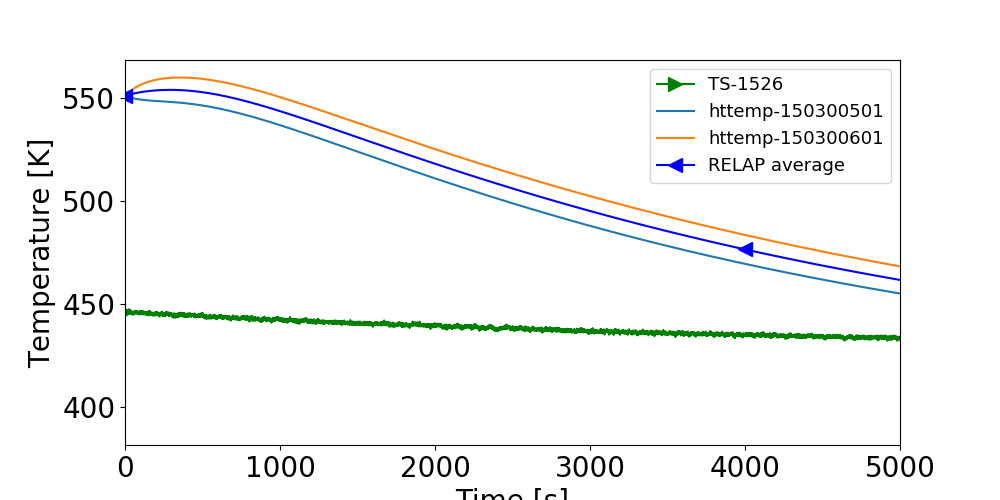 TS-1526
httemp-150300501
httemp-150300601
RELAP average
Temperature [K]
550
500
450
400
0 1000 2000 3000 4000 5000
Time [s]